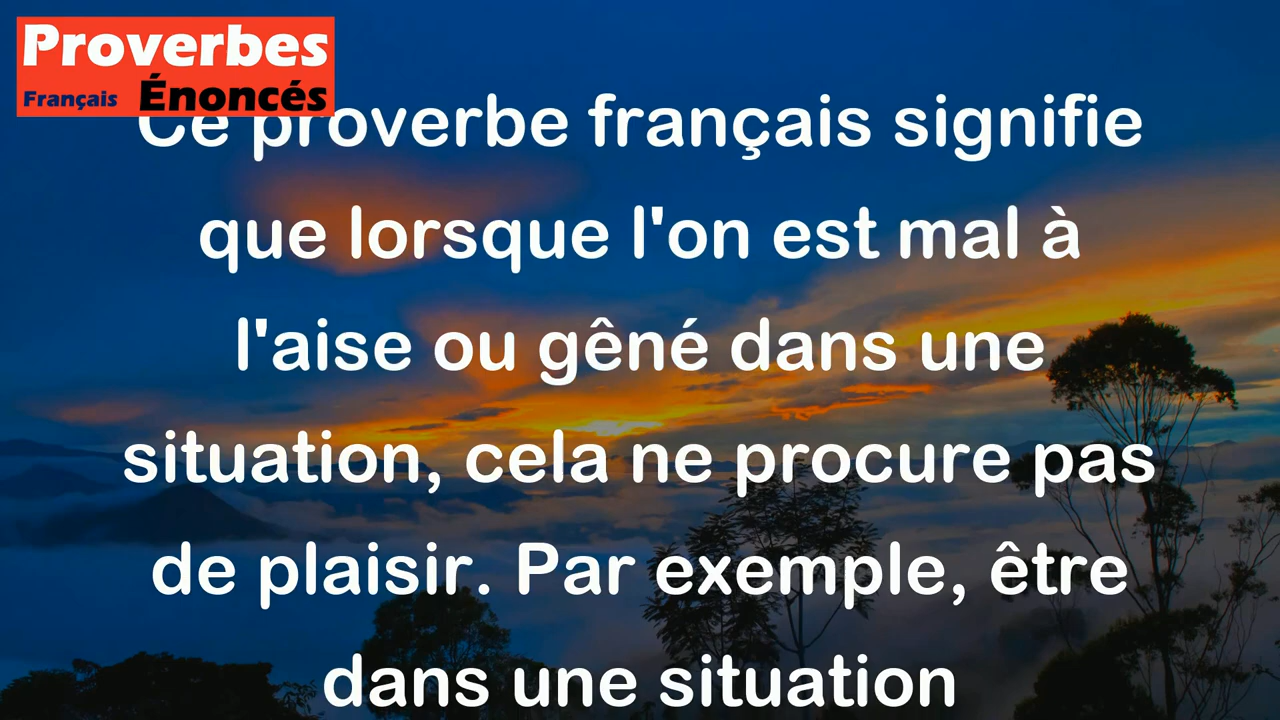 Proverbes
Français Énoncés
Ce proverbe français signifie
que lorsque l'on est mal à
l'aise ou gêné dans une
situation, cela ne procure pas
de plaisir. Par exemple, être
dans une situation